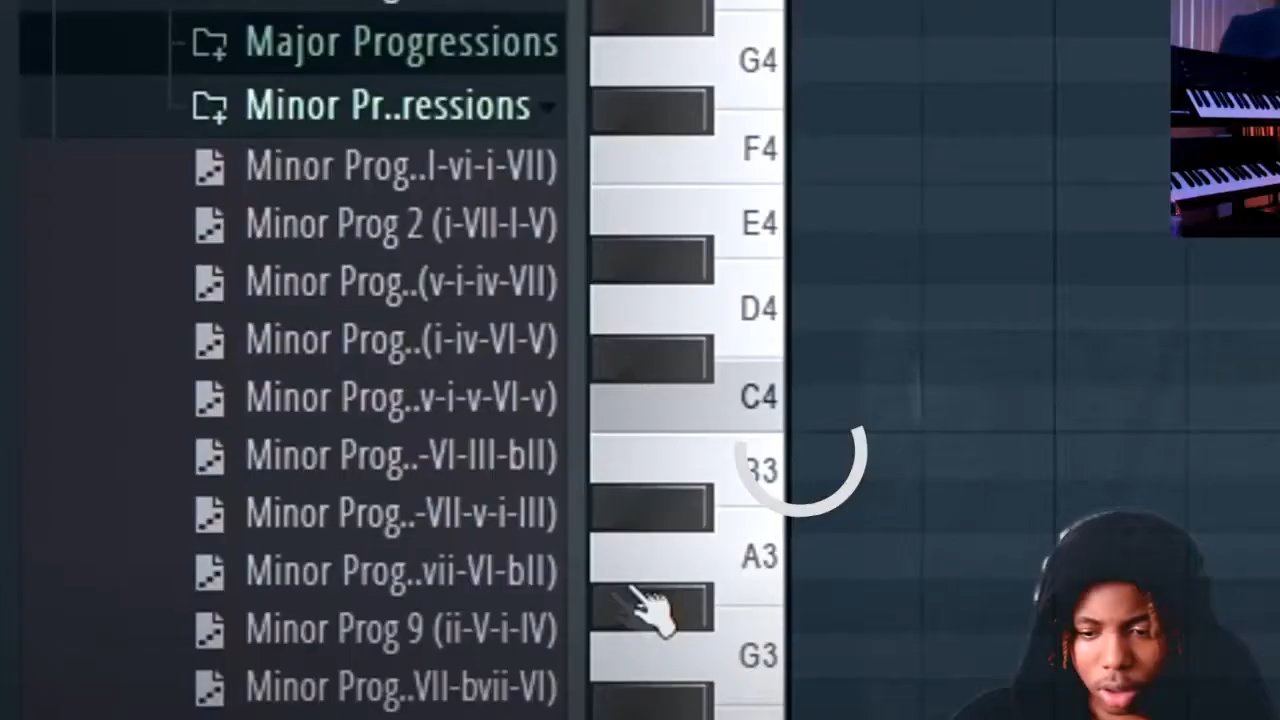 Major Progressions
Minor Pr..ressions
Minor Prog..I-vi-i-VII)
Minor Prog 2 (i-VII-I-V)
Minor Prog..(v-i-iv-VII)
Minor Prog..(i-iv-VI-V)
Minor Prog..v-i-v-VI-v)
Minor Prog..-VI-III-bII)
Minor Prog..-VII-v-i-III)
Minor Prog..vii-VI-bII)
Minor Prog 9 (ii-V-i-IV)
Minor Prog..VII-bvii-VI)
G4
F4
E4
D4
C4
B3
A3
G3